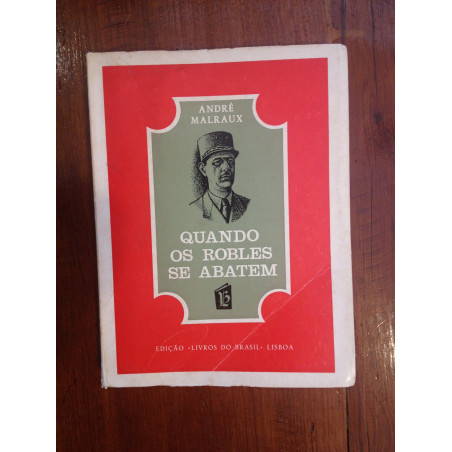 ANDRÉ
MALRAUX
QUANDO
OS ROBLES
SE ABATEM
EDIÇÃO «LIVROS DO BRASIL» LISBOA